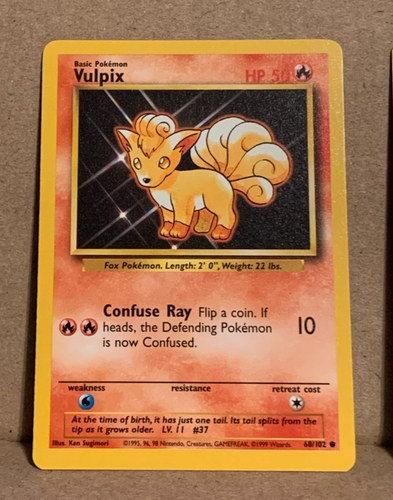 Basic Pokémon
Vulpix HP 50
Fox Pokémon. Length: 2' 0", Weight: 22 lbs.
Confuse Ray Flip a coin. If
heads, the Defending Pokémon 10
is now Confused.
weakness resistance retreat cost
At the time of birth, it has just one tail. Its tail splits from the
tip as it grows older. LV. 11 #37
Illus. Ken Sugimori ©1995, 96, 98 Nintendo, Creatures, GAMEFREAK. ©1999 Wizards. 68/102 ●